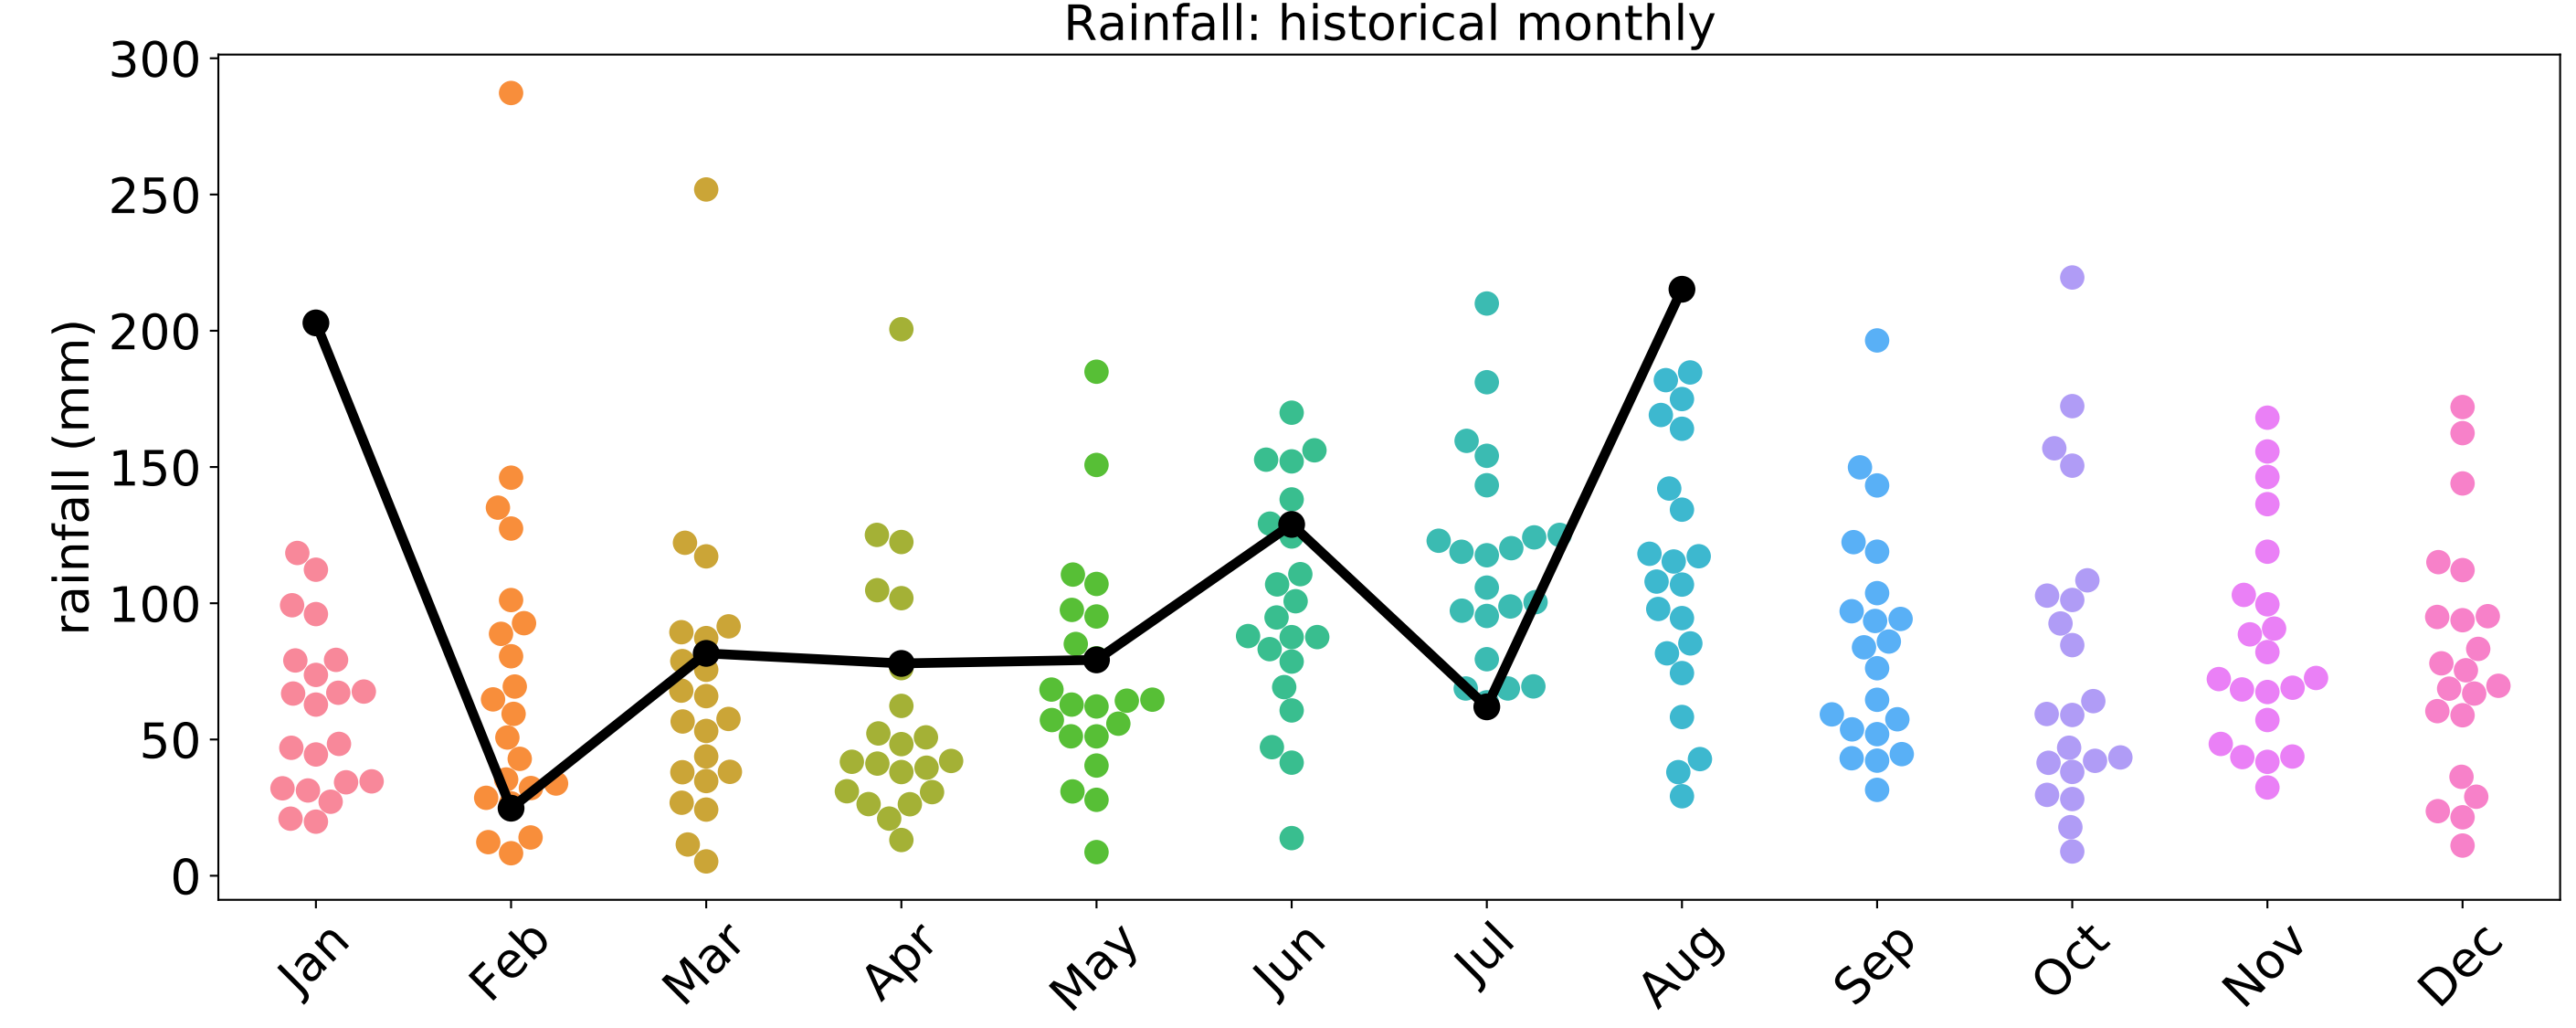 Rainfall: historical monthly
rainfall (mm)
300
250
200
150
100
50
0
Jan
Feb
Mar
Apr
May
Jun
Jul
Aug
Sep
Oct
Nov
Dec